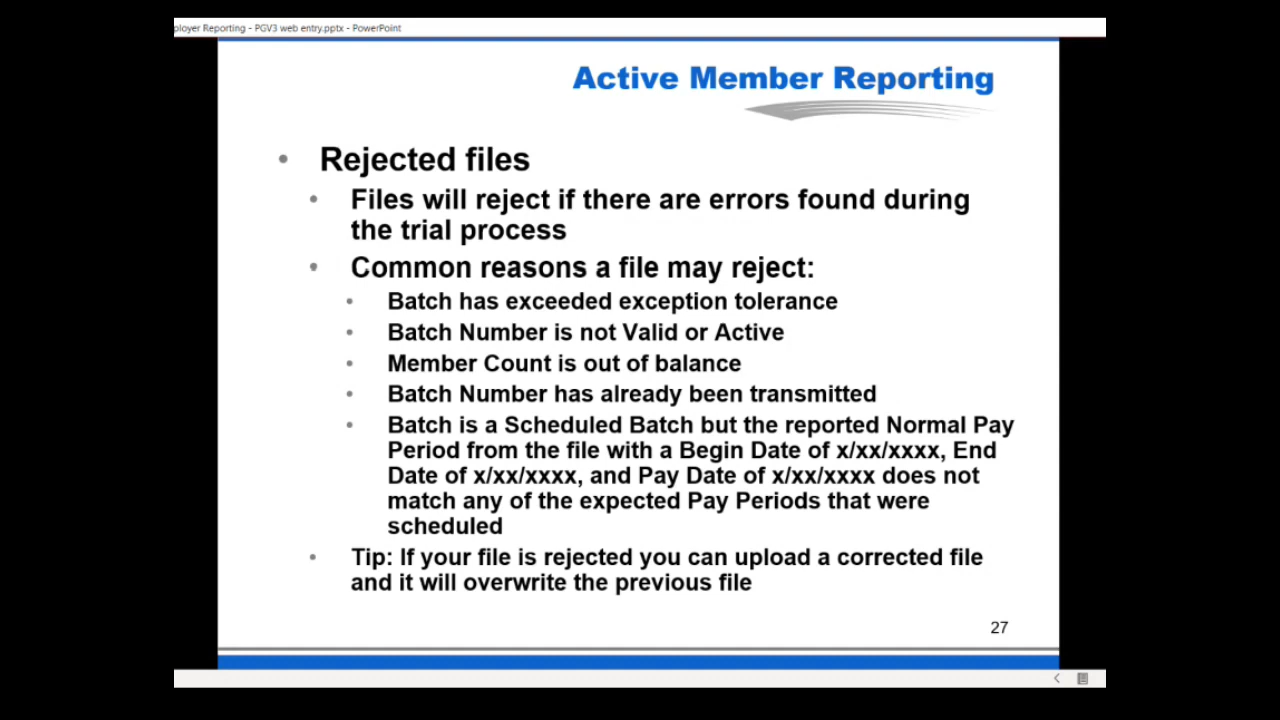 ployer Reporting - PGV3 web entry.pptx - PowerPoint
Active Member Reporting
• Rejected files
• Files will reject if there are errors found during
the trial process
• Common reasons a file may reject:
• Batch has exceeded exception tolerance
• Batch Number is not Valid or Active
• Member Count is out of balance
• Batch Number has already been transmitted
• Batch is a Scheduled Batch but the reported Normal Pay
Period from the file with a Begin Date of x/xx/xxxx, End
Date of x/xx/xxxx, and Pay Date of x/xx/xxxx does not
match any of the expected Pay Periods that were
scheduled
• Tip: If your file is rejected you can upload a corrected file
and it will overwrite the previous file
27